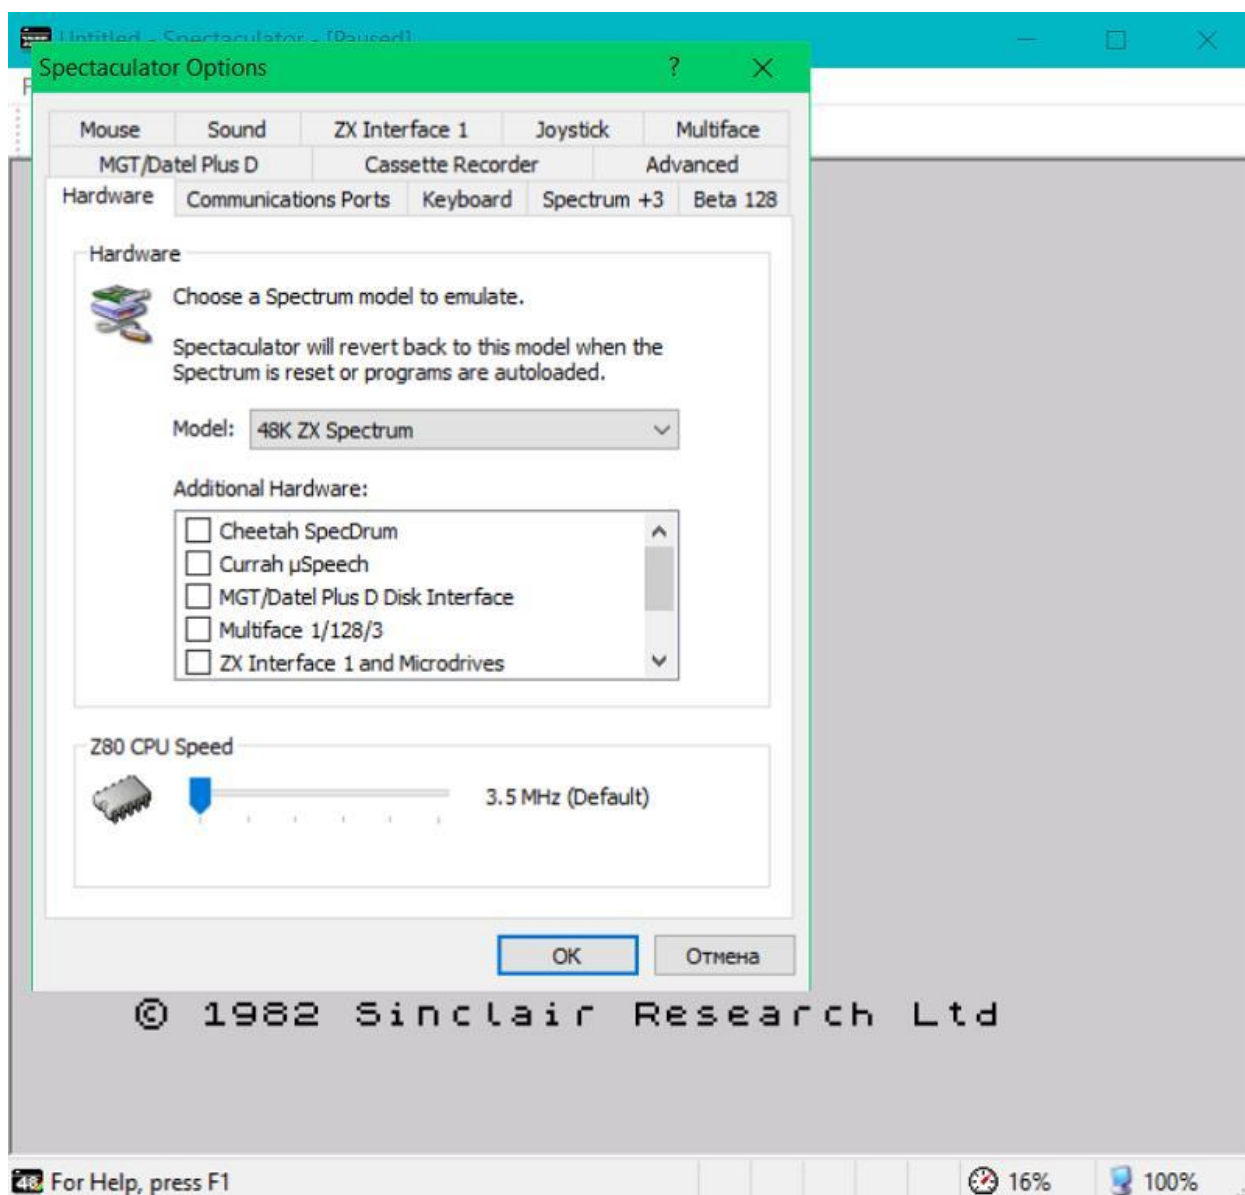 Untitled - Spectaculator - [Paused]
Spectaculator Options ?
Mouse Sound ZX Interface 1 Joystick Multiface
MGT/Datel Plus D Cassette Recorder Advanced
Hardware Communications Ports Keyboard Spectrum +3 Beta 128
Hardware
Choose a Spectrum model to emulate.
Spectaculator will revert back to this model when the
Spectrum is reset or programs are autoloaded.
Model: 48K ZX Spectrum
Additional Hardware:
Cheetah SpecDrum
Currah µSpeech
MGT/Datel Plus D Disk Interface
Multiface 1/128/3
ZX Interface 1 and Microdrives
Z80 CPU Speed
3.5 MHz (Default)
OK Отмена
© 1982 Sinclair Research Ltd
48 For Help, press F1 16% 100%